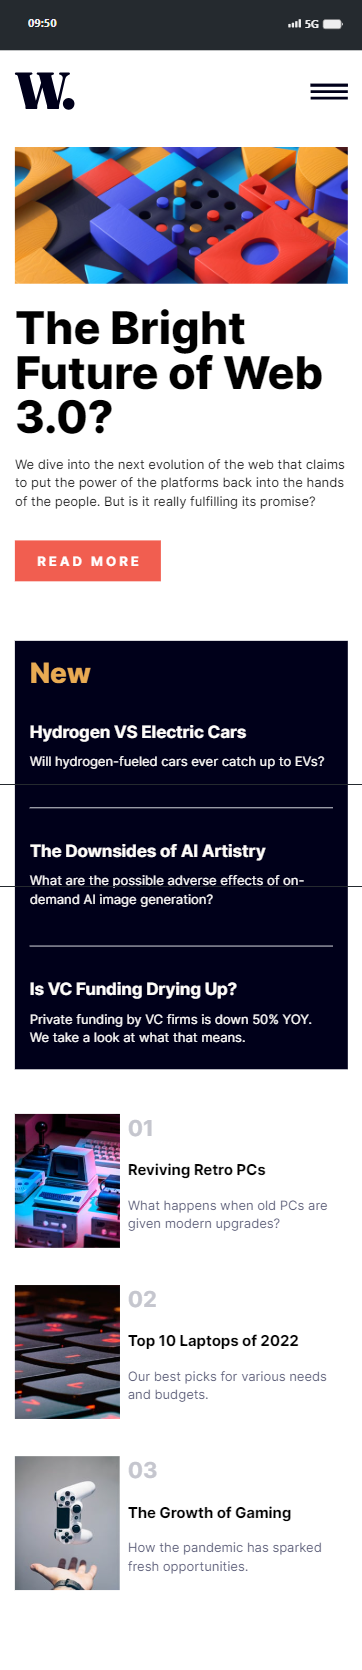 09:50
5G
W.
The Bright
Future of Web
3.0?
We dive into the next evolution of the web that claims
to put the power of the platforms back into the hands
of the people. But is it really fulfilling its promise?
READ MORE
New
Hydrogen VS Electric Cars
Will hydrogen-fueled cars ever catch up to EVs?
The Downsides of AI Artistry
What are the possible adverse effects of on-
demand AI image generation?
Is VC Funding Drying Up?
Private funding by VC firms is down 50% YOY.
We take a look at what that means.
01
Reviving Retro PCs
What happens when old PCs are
given modern upgrades?
02
Top 10 Laptops of 2022
Our best picks for various needs
and budgets.
03
The Growth of Gaming
How the pandemic has sparked
fresh opportunities.